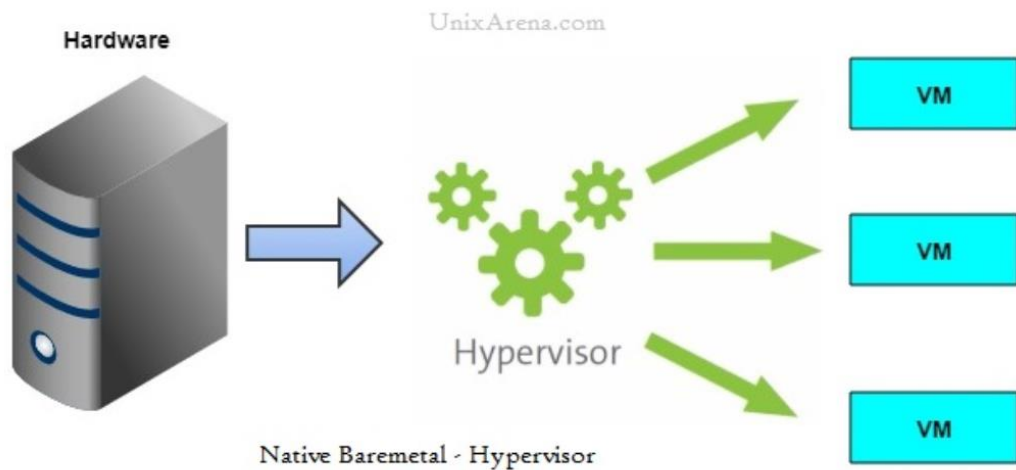 UnixArena.com
Hardware
VM
VM
Hypervisor
VM
Native Baremetal - Hypervisor